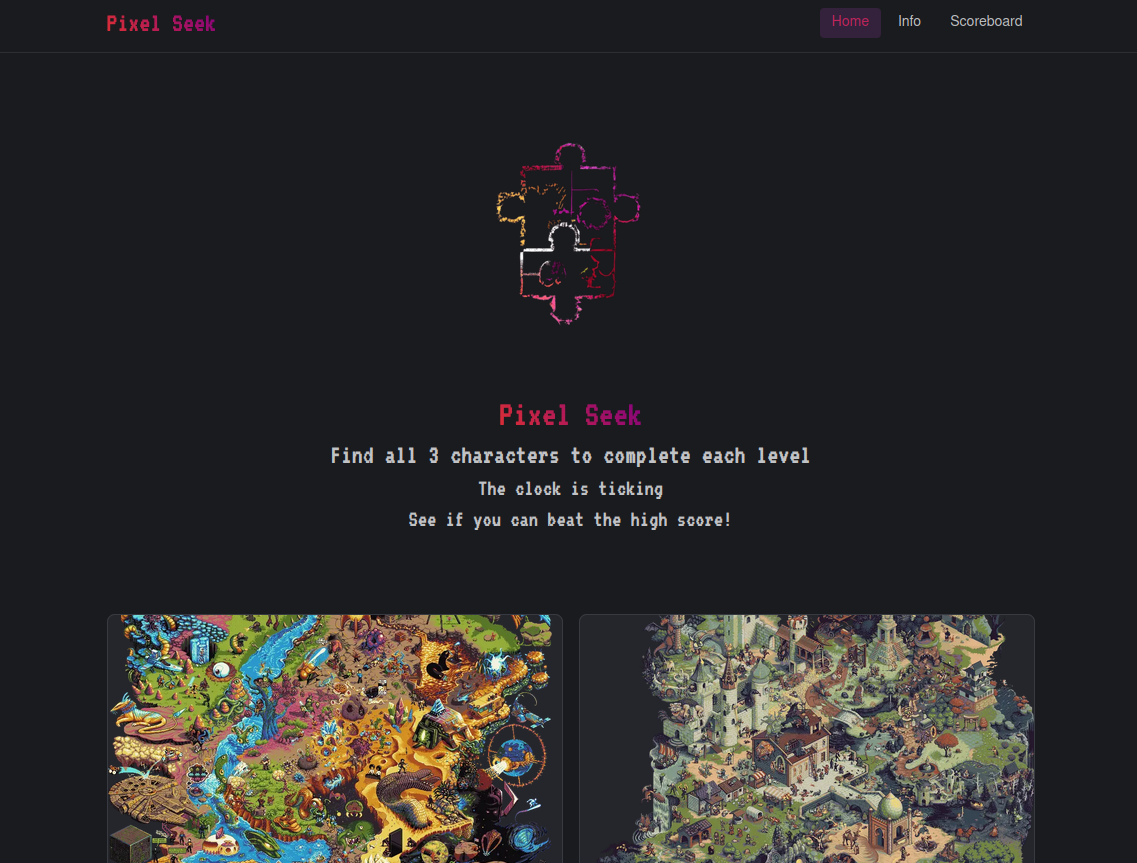 Pixel Seek
Home Info Scoreboard
Pixel Seek
Find all 3 characters to complete each level
The clock is ticking
See if you can beat the high score!